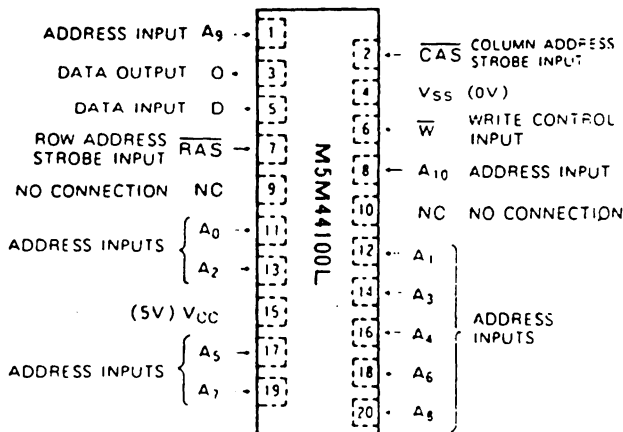 ADDRESS INPUT A9 → 1
DATA OUTPUT O ← 3
DATA INPUT D → 5
ROW ADDRESS
STROBE INPUT R̅A̅S̅ → 7
NO CONNECTION NC 9
ADDRESS INPUTS { A0 → 11
A2 → 13
(5V) VCC 15
ADDRESS INPUTS { A5 → 17
A7 → 19
M5M44100L
2 ← C̅A̅S̅ COLUMN ADDRESS
STROBE INPUT
4 VSS (0V)
6 ← W̅ WRITE CONTROL
INPUT
8 ← A10 ADDRESS INPUT
10 NC NO CONNECTION
12 ← A1
14 ← A3
16 ← A4
18 ← A6
20 ← A8
ADDRESS
INPUTS